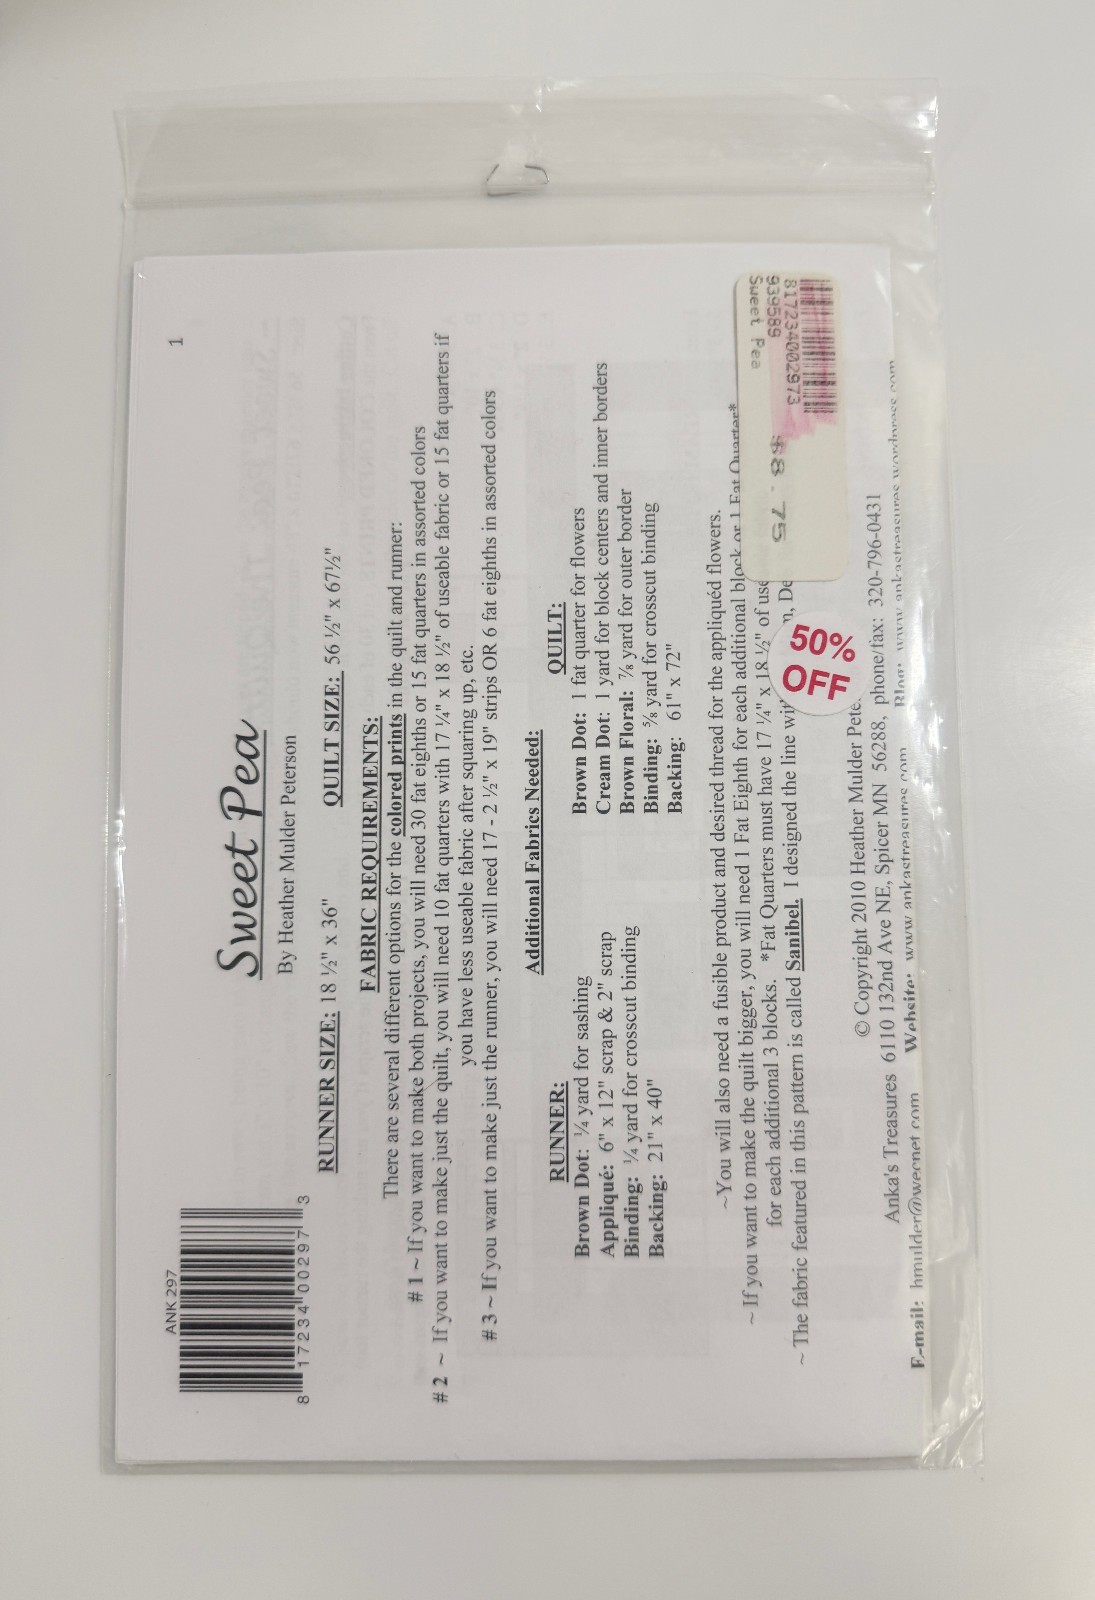 ANK 297
8 17234 00297 3
1
Sweet Pea
By Heather Mulder Peterson
RUNNER SIZE: 18 ½" x 36" QUILT SIZE: 56 ½" x 67½"
FABRIC REQUIREMENTS:
There are several different options for the colored prints in the quilt and runner:
# 1 ~ If you want to make both projects, you will need 30 fat eighths or 15 fat quarters in assorted colors
# 2 ~ If you want to make just the quilt, you will need 10 fat quarters with 17 ¼" x 18 ½" of useable fabric or 15 fat quarters if
you have less useable fabric after squaring up, etc.
# 3 ~ If you want to make just the runner, you will need 17 - 2 ½" x 19" strips OR 6 fat eighths in assorted colors
Additional Fabrics Needed:
RUNNER:
Brown Dot: ¼ yard for sashing
Appliqué: 6" x 12" scrap & 2" scrap
Binding: ¼ yard for crosscut binding
Backing: 21" x 40"
QUILT:
Brown Dot: 1 fat quarter for flowers
Cream Dot: 1 yard for block centers and inner borders
Brown Floral: ⅞ yard for outer border
Binding: ⅝ yard for crosscut binding
Backing: 61" x 72"
~You will also need a fusible product and desired thread for the appliquéd flowers.
~ If you want to make the quilt bigger, you will need 1 Fat Eighth for each additional block or 1 Fat Quarter*
for each additional 3 blocks. *Fat Quarters must have 17 ¼" x 18 ½" of use
~ The fabric featured in this pattern is called Sanibel. I designed the line De
© Copyright 2010 Heather Mulder Pete
Anka's Treasures 6110 132nd Ave NE, Spicer MN 56288, phone/fax: 320-796-0431
E-mail: hmulder@wecnet.com Website: www.ankastreasures.com Blog: www.ankastreasures.wordpress.com
817234002973
939589
Sweet Pea
$8.75
50%
OFF